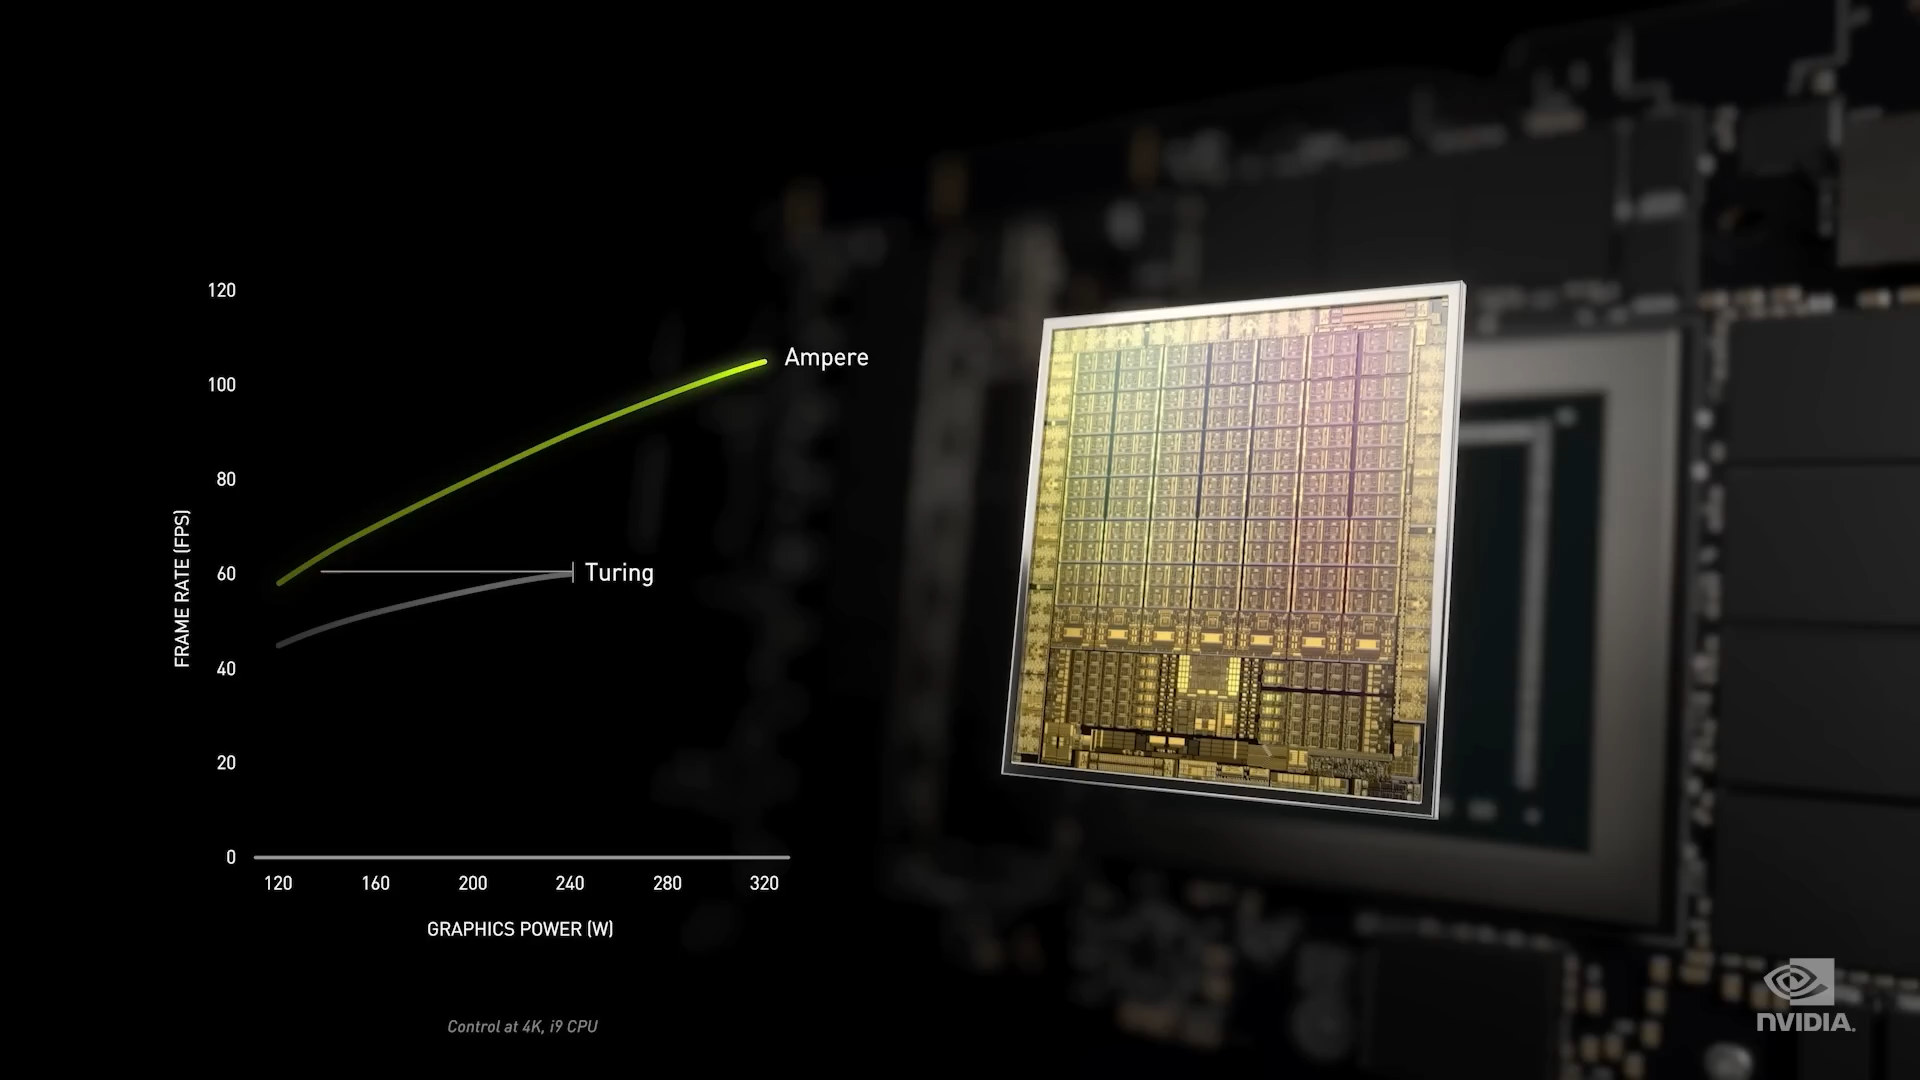 120
100
80
60
40
20
0
FRAME RATE (FPS)
Ampere
Turing
120 160 200 240 280 320
GRAPHICS POWER (W)
Control at 4K, i9 CPU
NVIDIA.